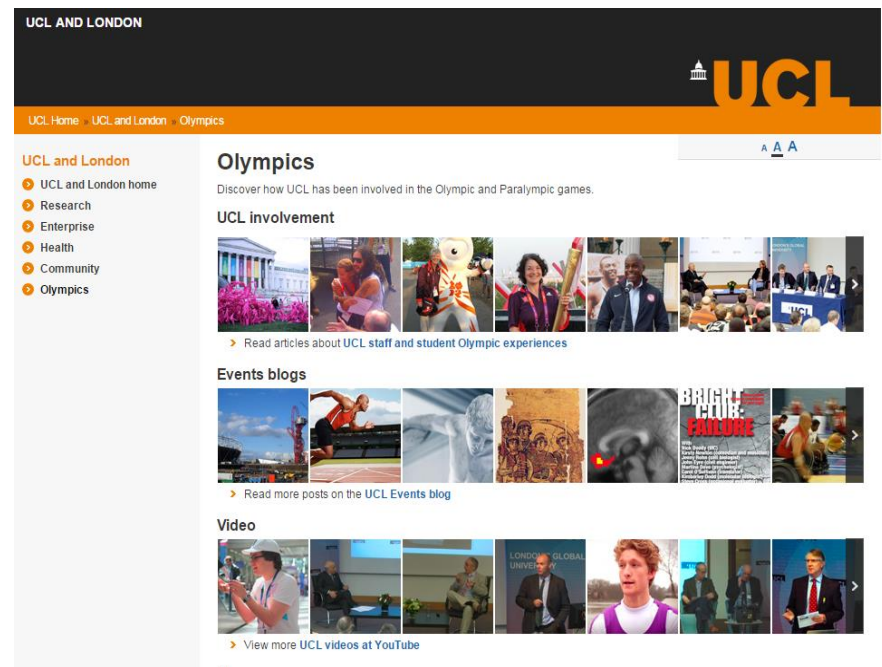 UCL AND LONDON
UCL
UCL Home » UCL and London » Olympics
A A A
UCL and London
UCL and London home
Research
Enterprise
Health
Community
Olympics
Olympics
Discover how UCL has been involved in the Olympic and Paralympic games.
UCL involvement
UCL
Read articles about UCL staff and student Olympic experiences
Events blogs
BRIGHT
CLUB:
FAILURE
Read more posts on the UCL Events blog
Video
LONDON'S GLOBAL
UNIVERSITY
View more UCL videos at YouTube